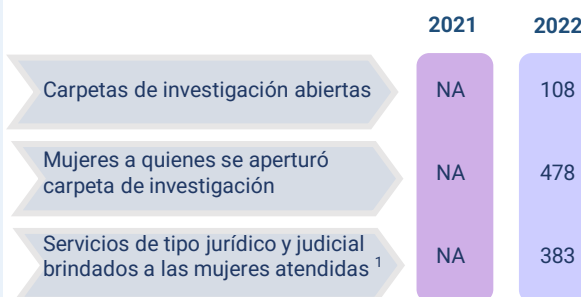 2021 2022
Carpetas de investigación abiertas NA 108
Mujeres a quienes se aperturó
carpeta de investigación NA 478
Servicios de tipo jurídico y judicial
brindados a las mujeres atendidas 1 NA 383